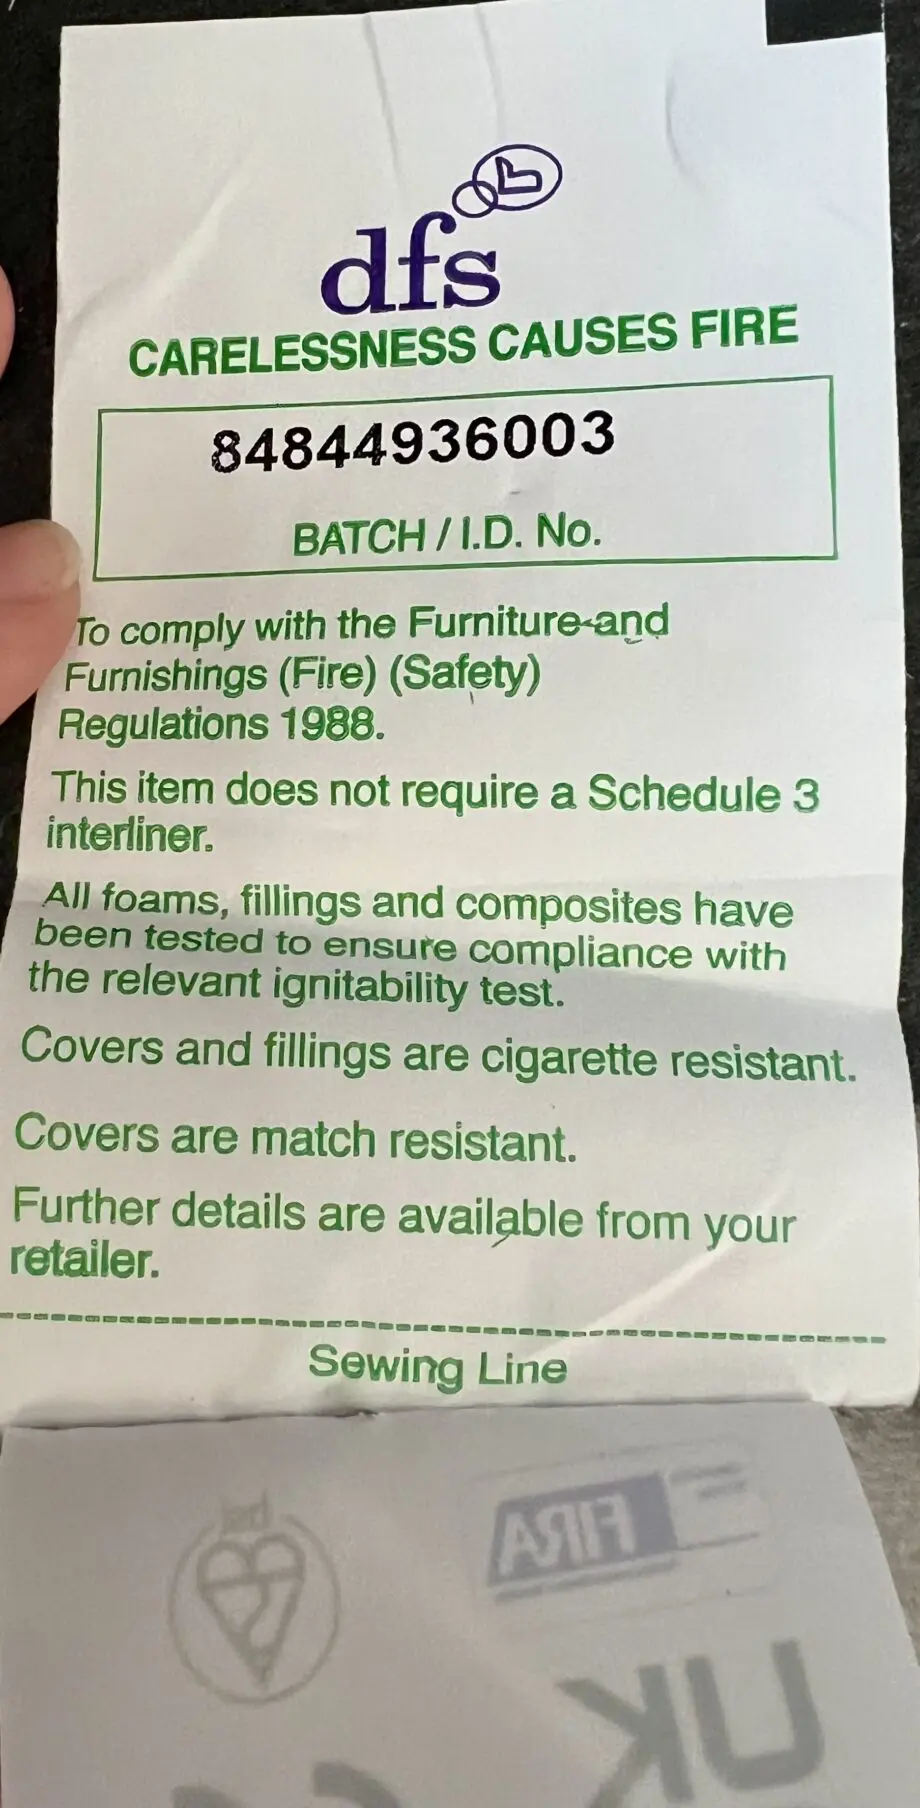 dfs
CARELESSNESS CAUSES FIRE
84844936003
BATCH / I.D. No.
To comply with the Furniture and
Furnishings (Fire) (Safety)
Regulations 1988.
This item does not require a Schedule 3
interliner.
All foams, fillings and composites have
been tested to ensure compliance with
the relevant ignitability test.
Covers and fillings are cigarette resistant.
Covers are match resistant.
Further details are available from your
retailer.
Sewing Line
FIRA
UK